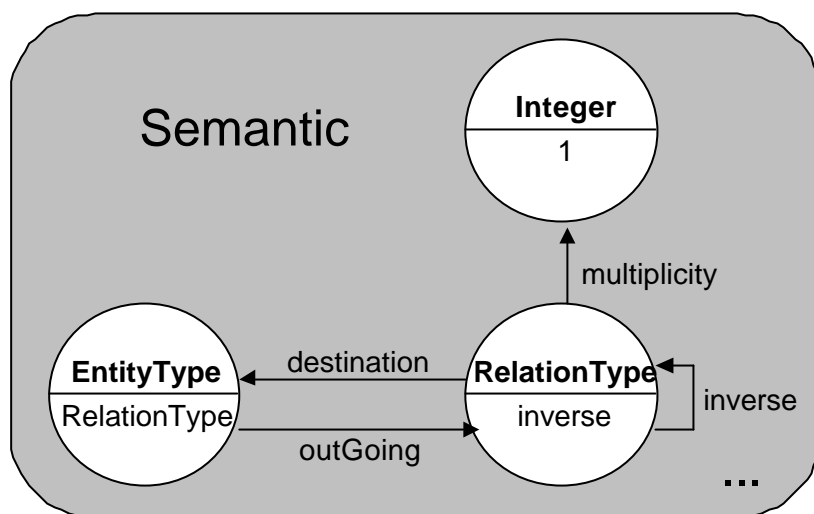 Semantic
Integer
1
multiplicity
EntityType
RelationType
destination
outGoing
RelationType
inverse
inverse
...